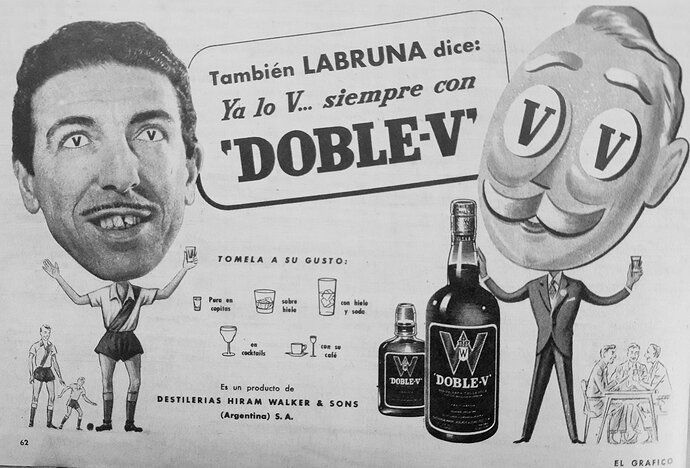 También LABRUNA dice:
Ya lo V... siempre con
'DOBLE-V'
V V
V V
TOMELA A SU GUSTO:
Pura en copitas
sobre hielo
con hielo y soda
en cocktails
con su café
W
'DOBLE-V'
W
'DOBLE-V'
Es un producto de
DESTILERIAS HIRAM WALKER & SONS
(Argentina) S. A.
62
EL GRAFICO